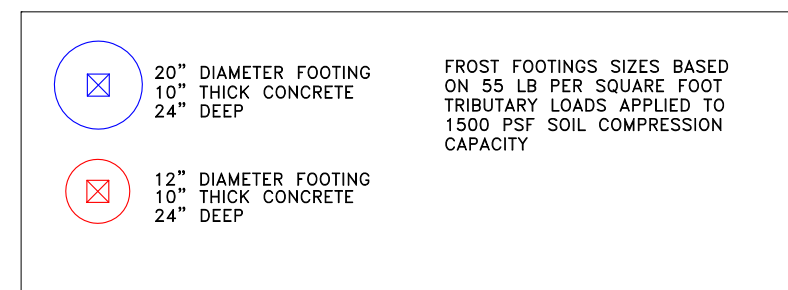 20” DIAMETER FOOTING
10” THICK CONCRETE
24” DEEP
12” DIAMETER FOOTING
10” THICK CONCRETE
24” DEEP
FROST FOOTINGS SIZES BASED
ON 55 LB PER SQUARE FOOT
TRIBUTARY LOADS APPLIED TO
1500 PSF SOIL COMPRESSION
CAPACITY